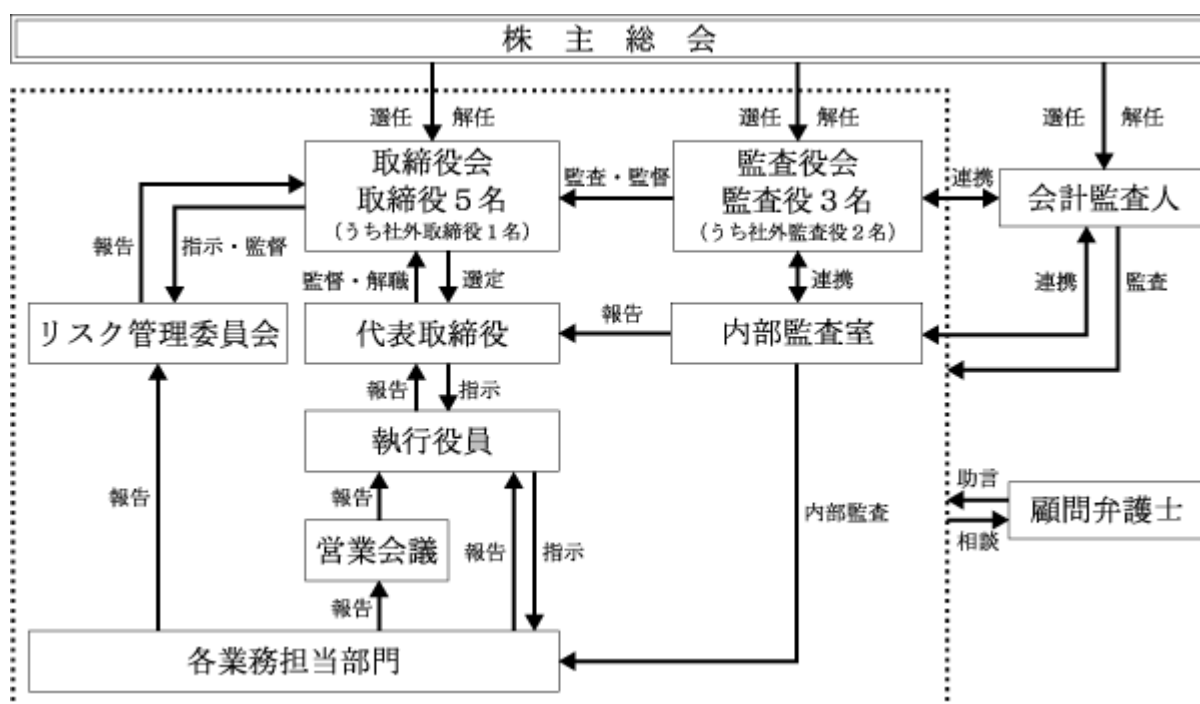 株主総会
選任 解任
選任 解任
選任 解任
取締役会
取締役5名
(うち社外取締役1名)
監査・監督
監査役会
監査役3名
(うち社外監査役2名)
連携
会計監査人
報告
指示・監督
監督・解職
選定
連携
連携
監査
リスク管理委員会
代表取締役
報告
内部監査室
報告
指示
執行役員
報告
報告
営業会議
報告
指示
内部監査
助言
顧問弁護士
相談
報告
各業務担当部門